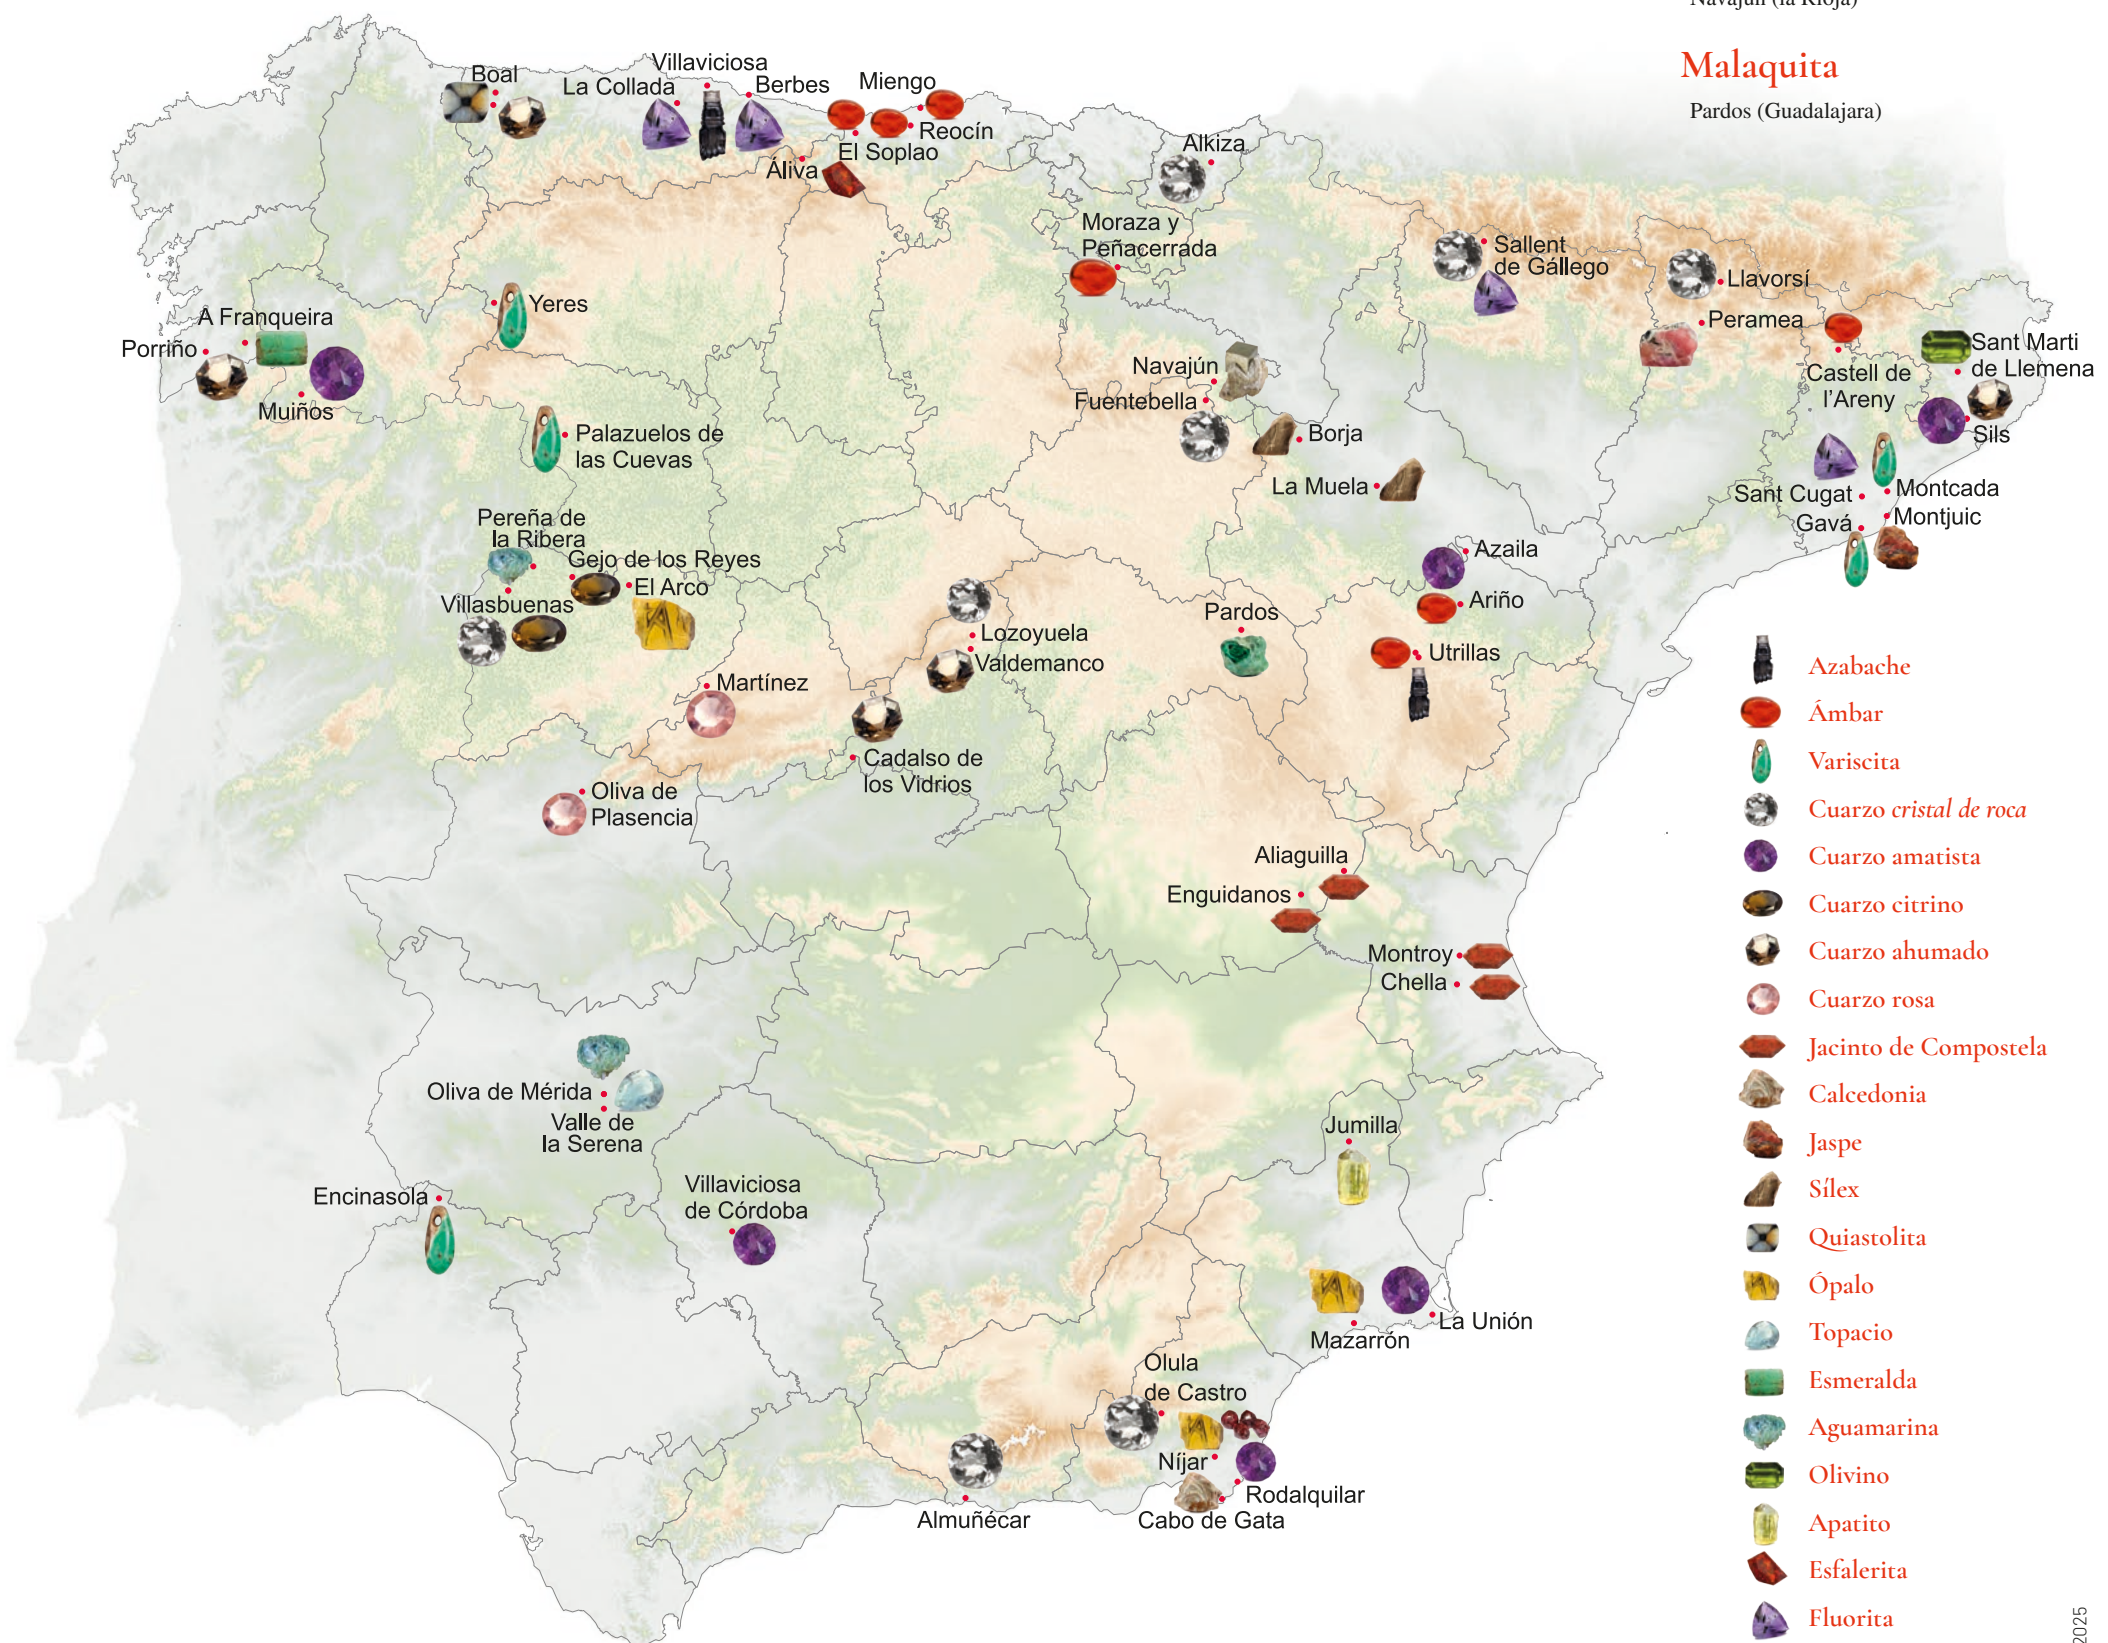 Navajún (la Rioja)
Malaquita
Pardos (Guadalajara)
Boal
Villaviciosa
La Collada
Berbes
Miengo
Reocín
El Soplao
Áliva
Alkiza
Moraza y
Peñacerrada
Sallent
de Gállego
Llavorsí
Peramea
Yeres
A Franqueira
Porriño
Muiños
Castell de
l'Areny
Sant Marti
de Llemena
Sils
Navajún
Fuentebella
Borja
La Muela
Palazuelos de
las Cuevas
Sant Cugat
Montcada
Gavá
Montjuic
Pereña de
la Ribera
Gejo de los Reyes
El Arco
Villasbuenas
Azaila
Ariño
Utrillas
Pardos
Lozoyuela
Valdemanco
Martínez
Cadalso de
los Vidrios
Oliva de
Plasencia
Aliaguilla
Enguidanos
Montroy
Chella
Oliva de Mérida
Valle de
la Serena
Jumilla
Encinasola
Villaviciosa
de Córdoba
Mazarrón
La Unión
Olula
de Castro
Níjar
Rodalquilar
Cabo de Gata
Almuñécar
Azabache
Ámbar
Variscita
Cuarzo cristal de roca
Cuarzo amatista
Cuarzo citrino
Cuarzo ahumado
Cuarzo rosa
Jacinto de Compostela
Calcedonia
Jaspe
Sílex
Quiastolita
Ópalo
Topacio
Esmeralda
Aguamarina
Olivino
Apatito
Esfalerita
Fluorita
2025